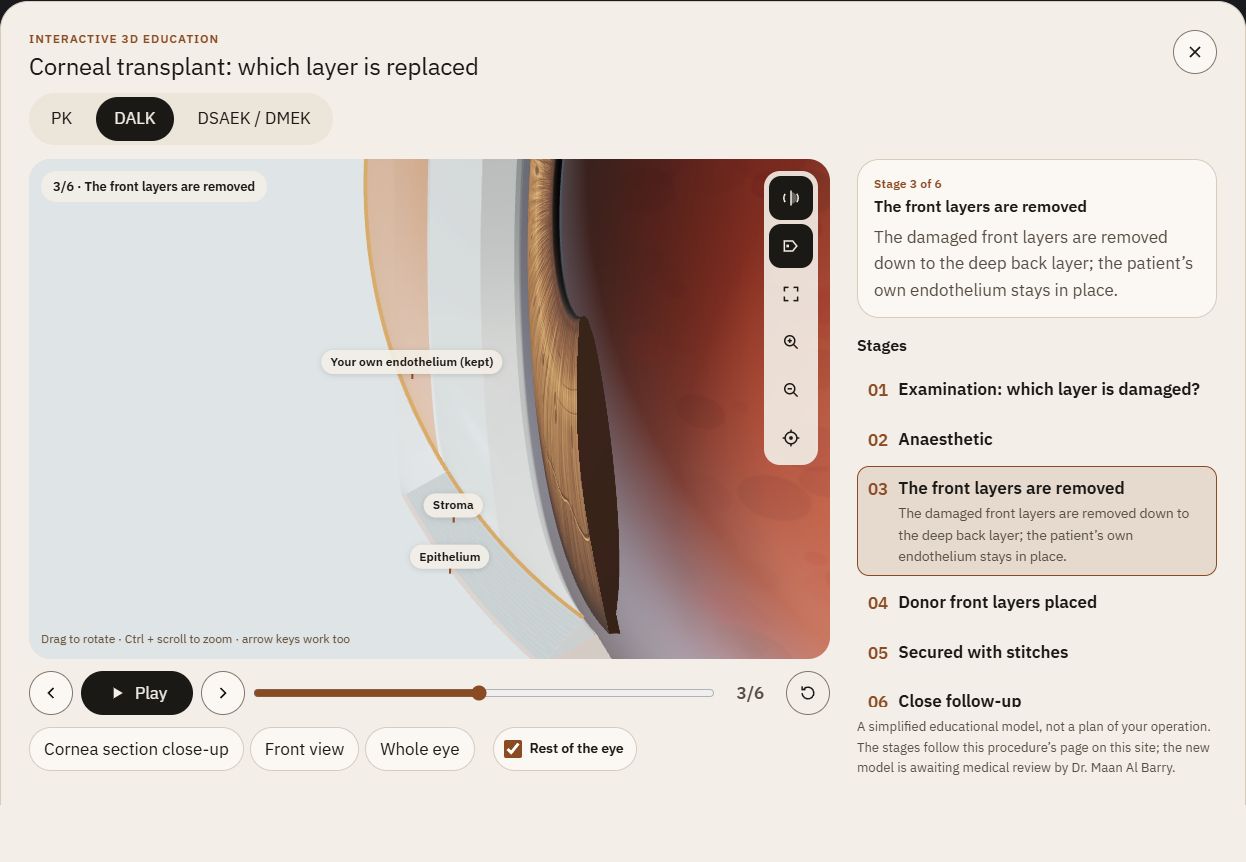 INTERACTIVE 3D EDUCATION
Corneal transplant: which layer is replaced
PK
DALK
DSAEK / DMEK
3/6 · The front layers are removed
Your own endothelium (kept)
Stroma
Epithelium
Drag to rotate · Ctrl + scroll to zoom · arrow keys work too
Play
3/6
Cornea section close-up
Front view
Whole eye
Rest of the eye
Stage 3 of 6
The front layers are removed
The damaged front layers are removed
down to the deep back layer; the patient’s
own endothelium stays in place.
Stages
01 Examination: which layer is damaged?
02 Anaesthetic
03 The front layers are removed
The damaged front layers are removed down to
the deep back layer; the patient’s own
endothelium stays in place.
04 Donor front layers placed
05 Secured with stitches
06 Close follow-up
A simplified educational model, not a plan of your operation.
The stages follow this procedure’s page on this site; the new
model is awaiting medical review by Dr. Maan Al Barry.